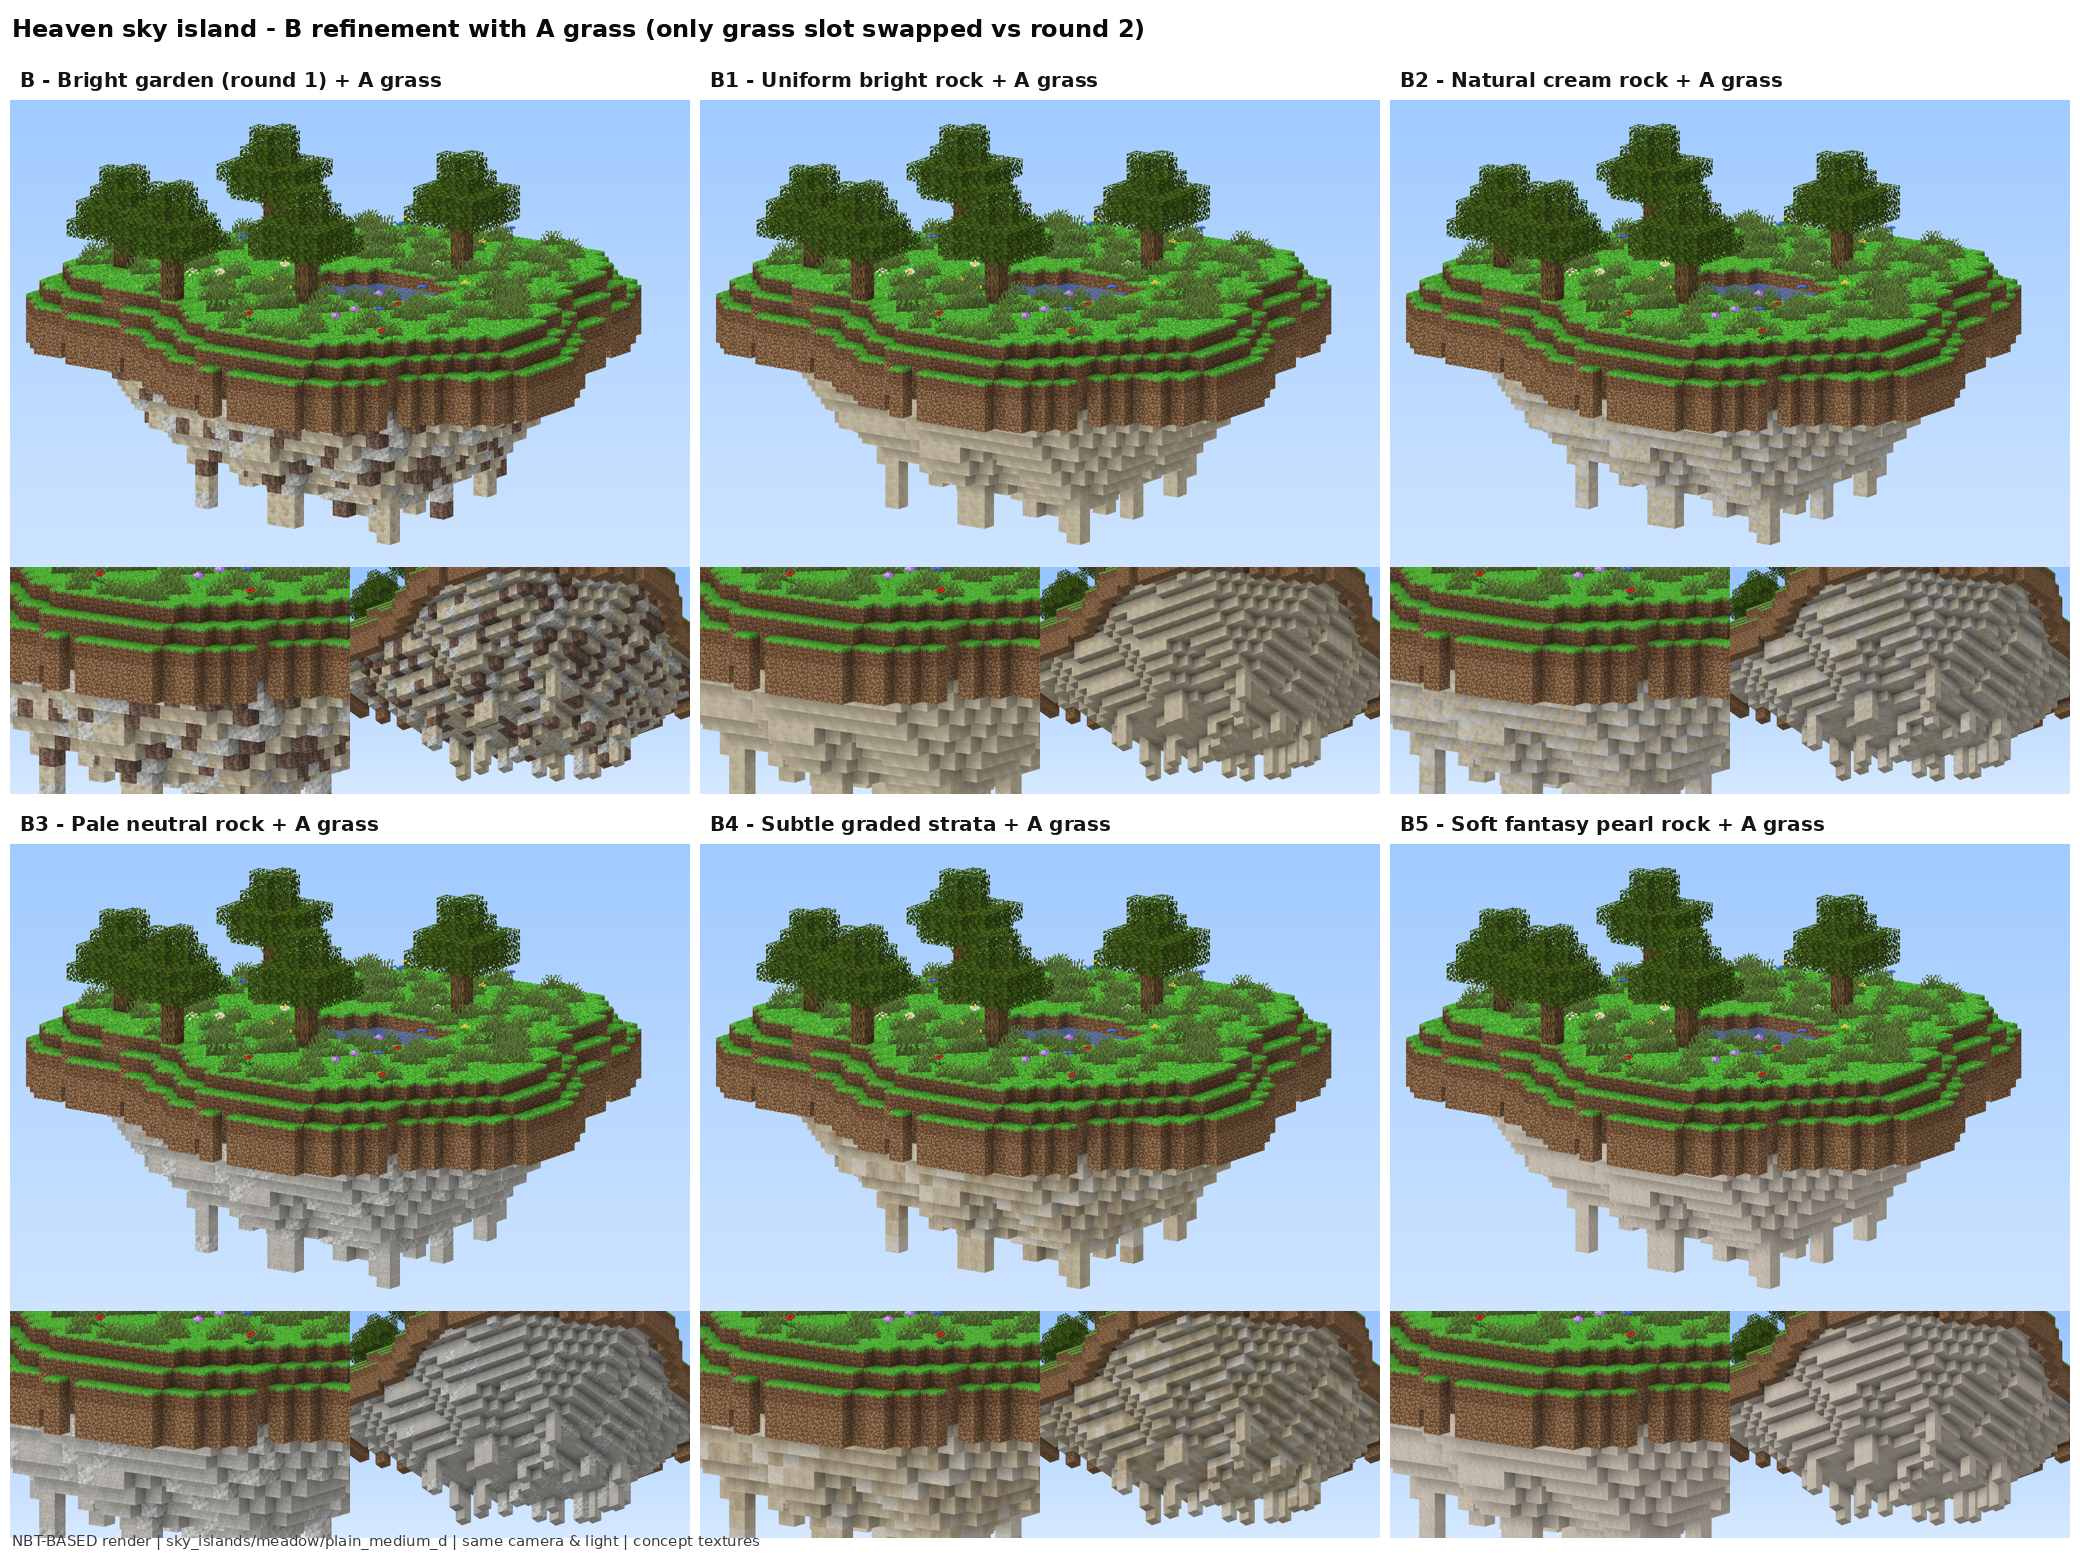 Heaven sky island - B refinement with A grass (only grass slot swapped vs round 2)
B - Bright garden (round 1) + A grass
B1 - Uniform bright rock + A grass
B2 - Natural cream rock + A grass
B3 - Pale neutral rock + A grass
B4 - Subtle graded strata + A grass
B5 - Soft fantasy pearl rock + A grass
NBT-BASED render | sky_islands/meadow/plain_medium_d | same camera & light | concept textures